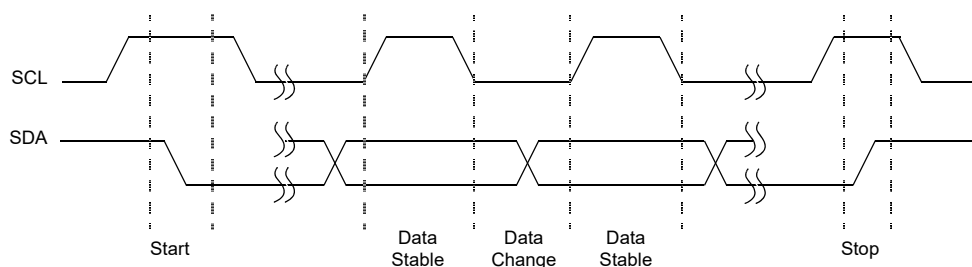 SCL
SDA
Start
Data
Stable
Data
Change
Data
Stable
Stop